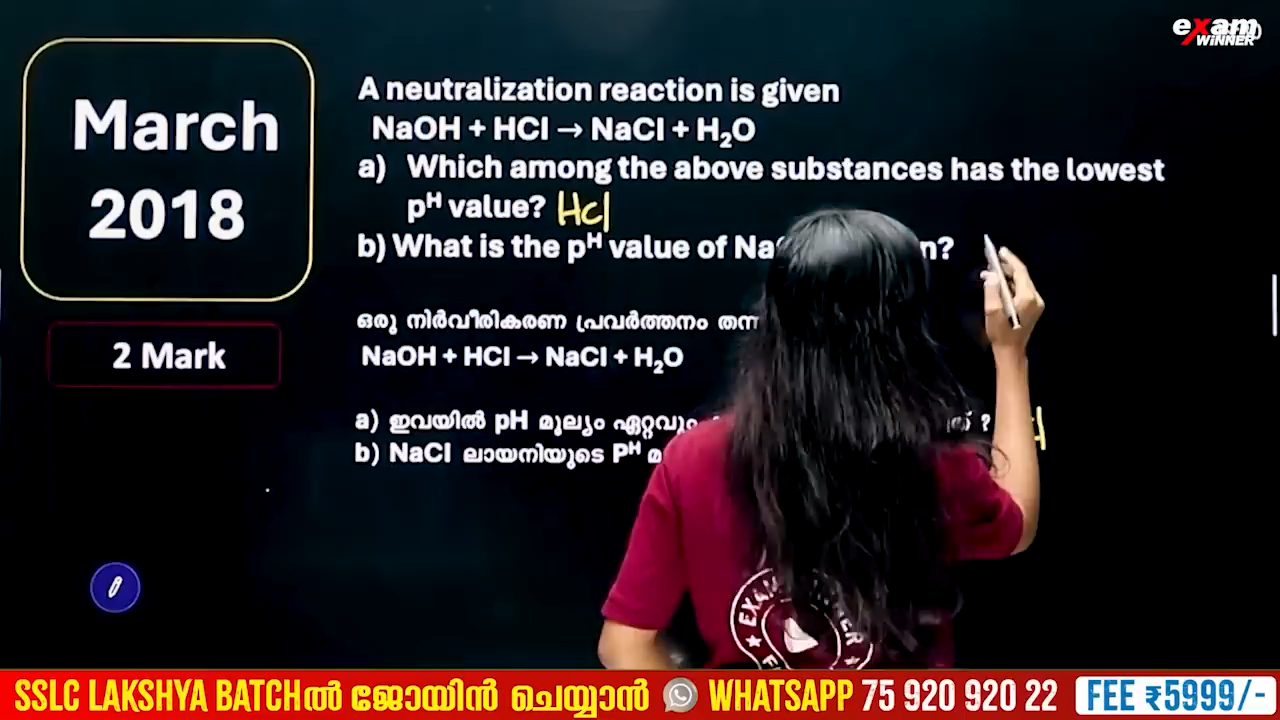 exam
WiNNER
March
2018
2 Mark
A neutralization reaction is given
NaOH + HCl → NaCl + H₂O
a) Which among the above substances has the lowest
pᴴ value? HCl
b) What is the pᴴ value of Na n?
ഒരു നിർവീരികരണ പ്രവർത്തനം
NaOH + HCl → NaCl + H₂O
a) ഇവയിൽ pH മൂല്യം ഏറ്റവും ?
b) NaCl ലായനിയുടെ Pᴴ
SSLC LAKSHYA BATCHൽ ജോയിൻ ചെയ്യാൻ WHATSAPP 75 920 920 22 FEE ₹5999/-